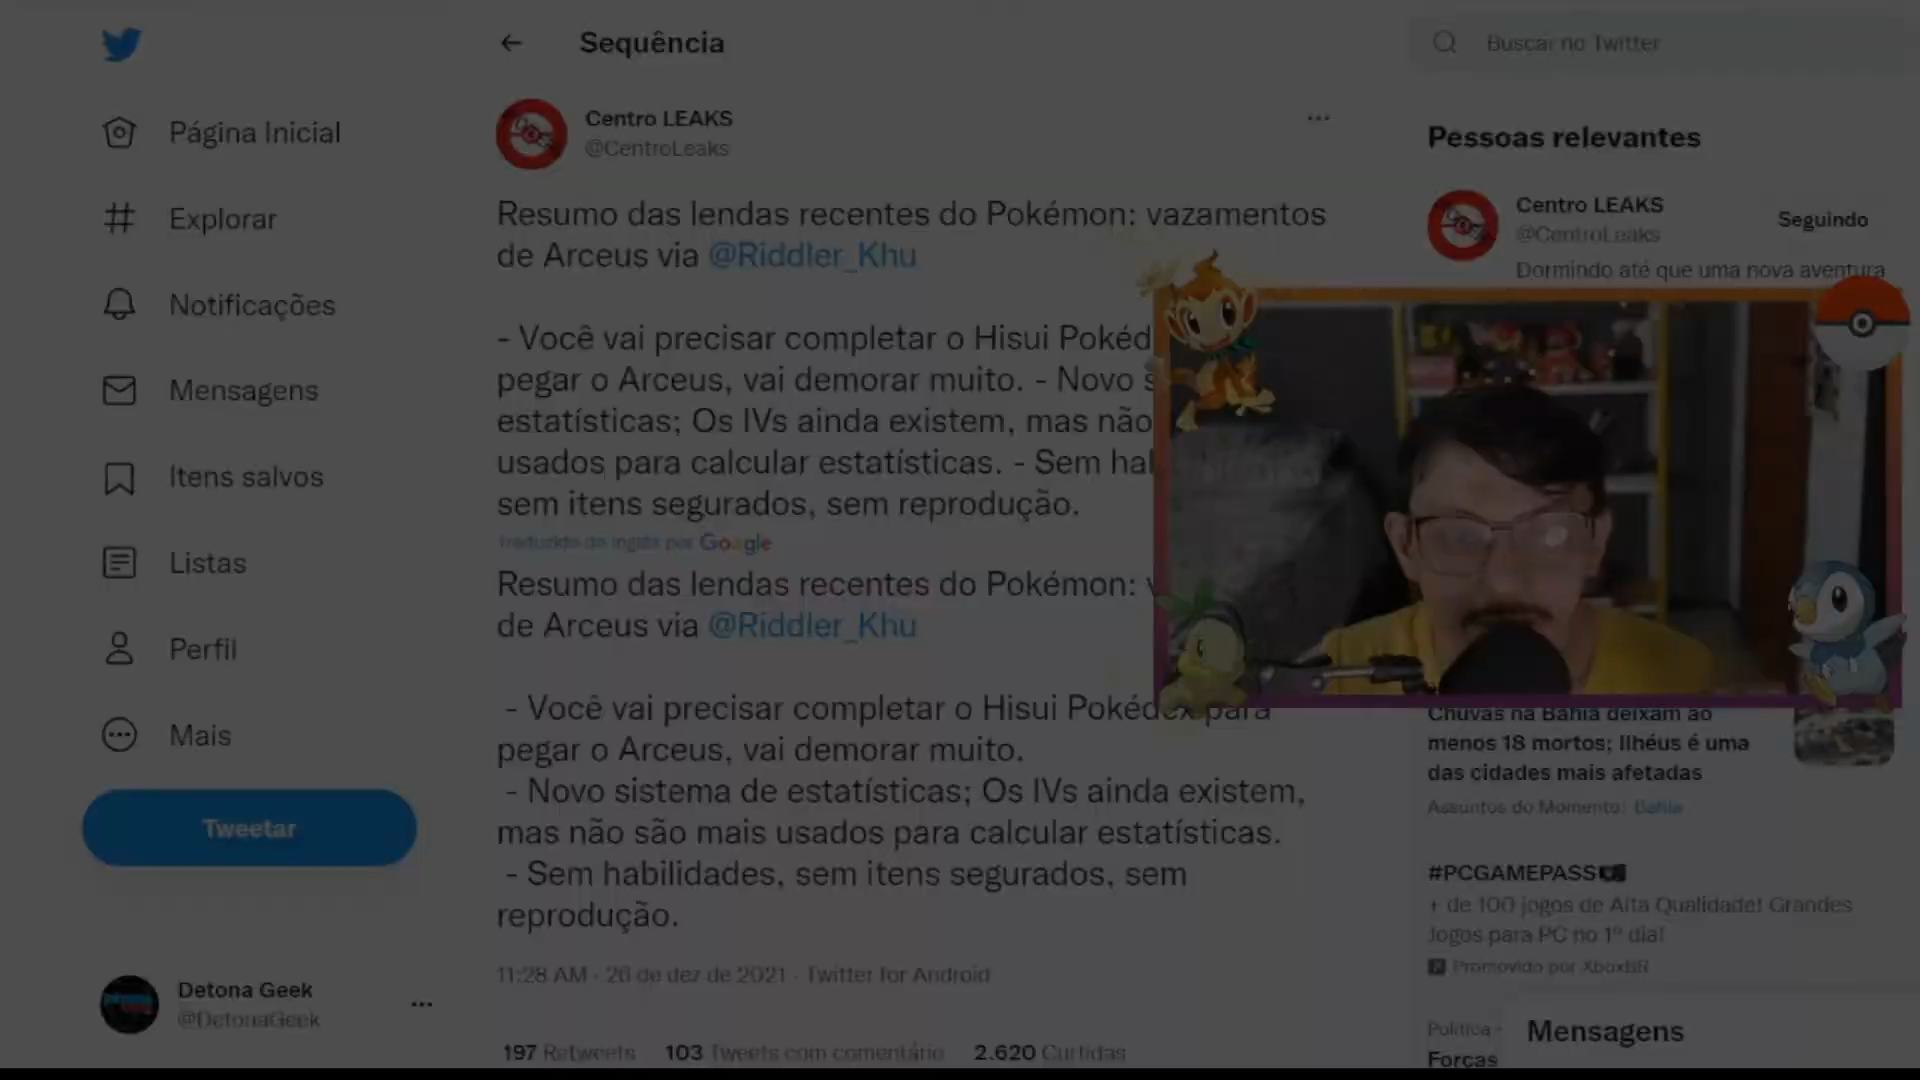 Sequência
Buscar no Twitter
Página Inicial
Explorar
Notificações
Mensagens
Itens salvos
Listas
Perfil
Mais
Tweetar
Detona Geek
@DetonaGeek
Centro LEAKS
@CentroLeaks
Resumo das lendas recentes do Pokémon: vazamentos
de Arceus via @Riddler_Khu
- Você vai precisar completar o Hisui Pokéd
pegar o Arceus, vai demorar muito. - Novo s
estatísticas; Os IVs ainda existem, mas não
usados para calcular estatísticas. - Sem hal
sem itens segurados, sem reprodução.
Traduzido do inglês por Google
Resumo das lendas recentes do Pokémon: v
de Arceus via @Riddler_Khu
- Você vai precisar completar o Hisui Pokédex para
pegar o Arceus, vai demorar muito.
- Novo sistema de estatísticas; Os IVs ainda existem,
mas não são mais usados para calcular estatísticas.
- Sem habilidades, sem itens segurados, sem
reprodução.
11:28 AM · 26 de dez de 2021 · Twitter for Android
197 Retweets 103 Tweets com comentário 2.620 Curtidas
Pessoas relevantes
Centro LEAKS
@CentroLeaks
Seguindo
Dormindo até que uma nova aventura
Chuvas na Bahia deixam ao
menos 18 mortos; Ilhéus é uma
das cidades mais afetadas
Assuntos do Momento: Bahia
#PCGAMEPASS
+ de 100 jogos de Alta Qualidade! Grandes
Jogos para PC no 1º dia!
Promovido por XboxBR
Política ·
Forças
Mensagens